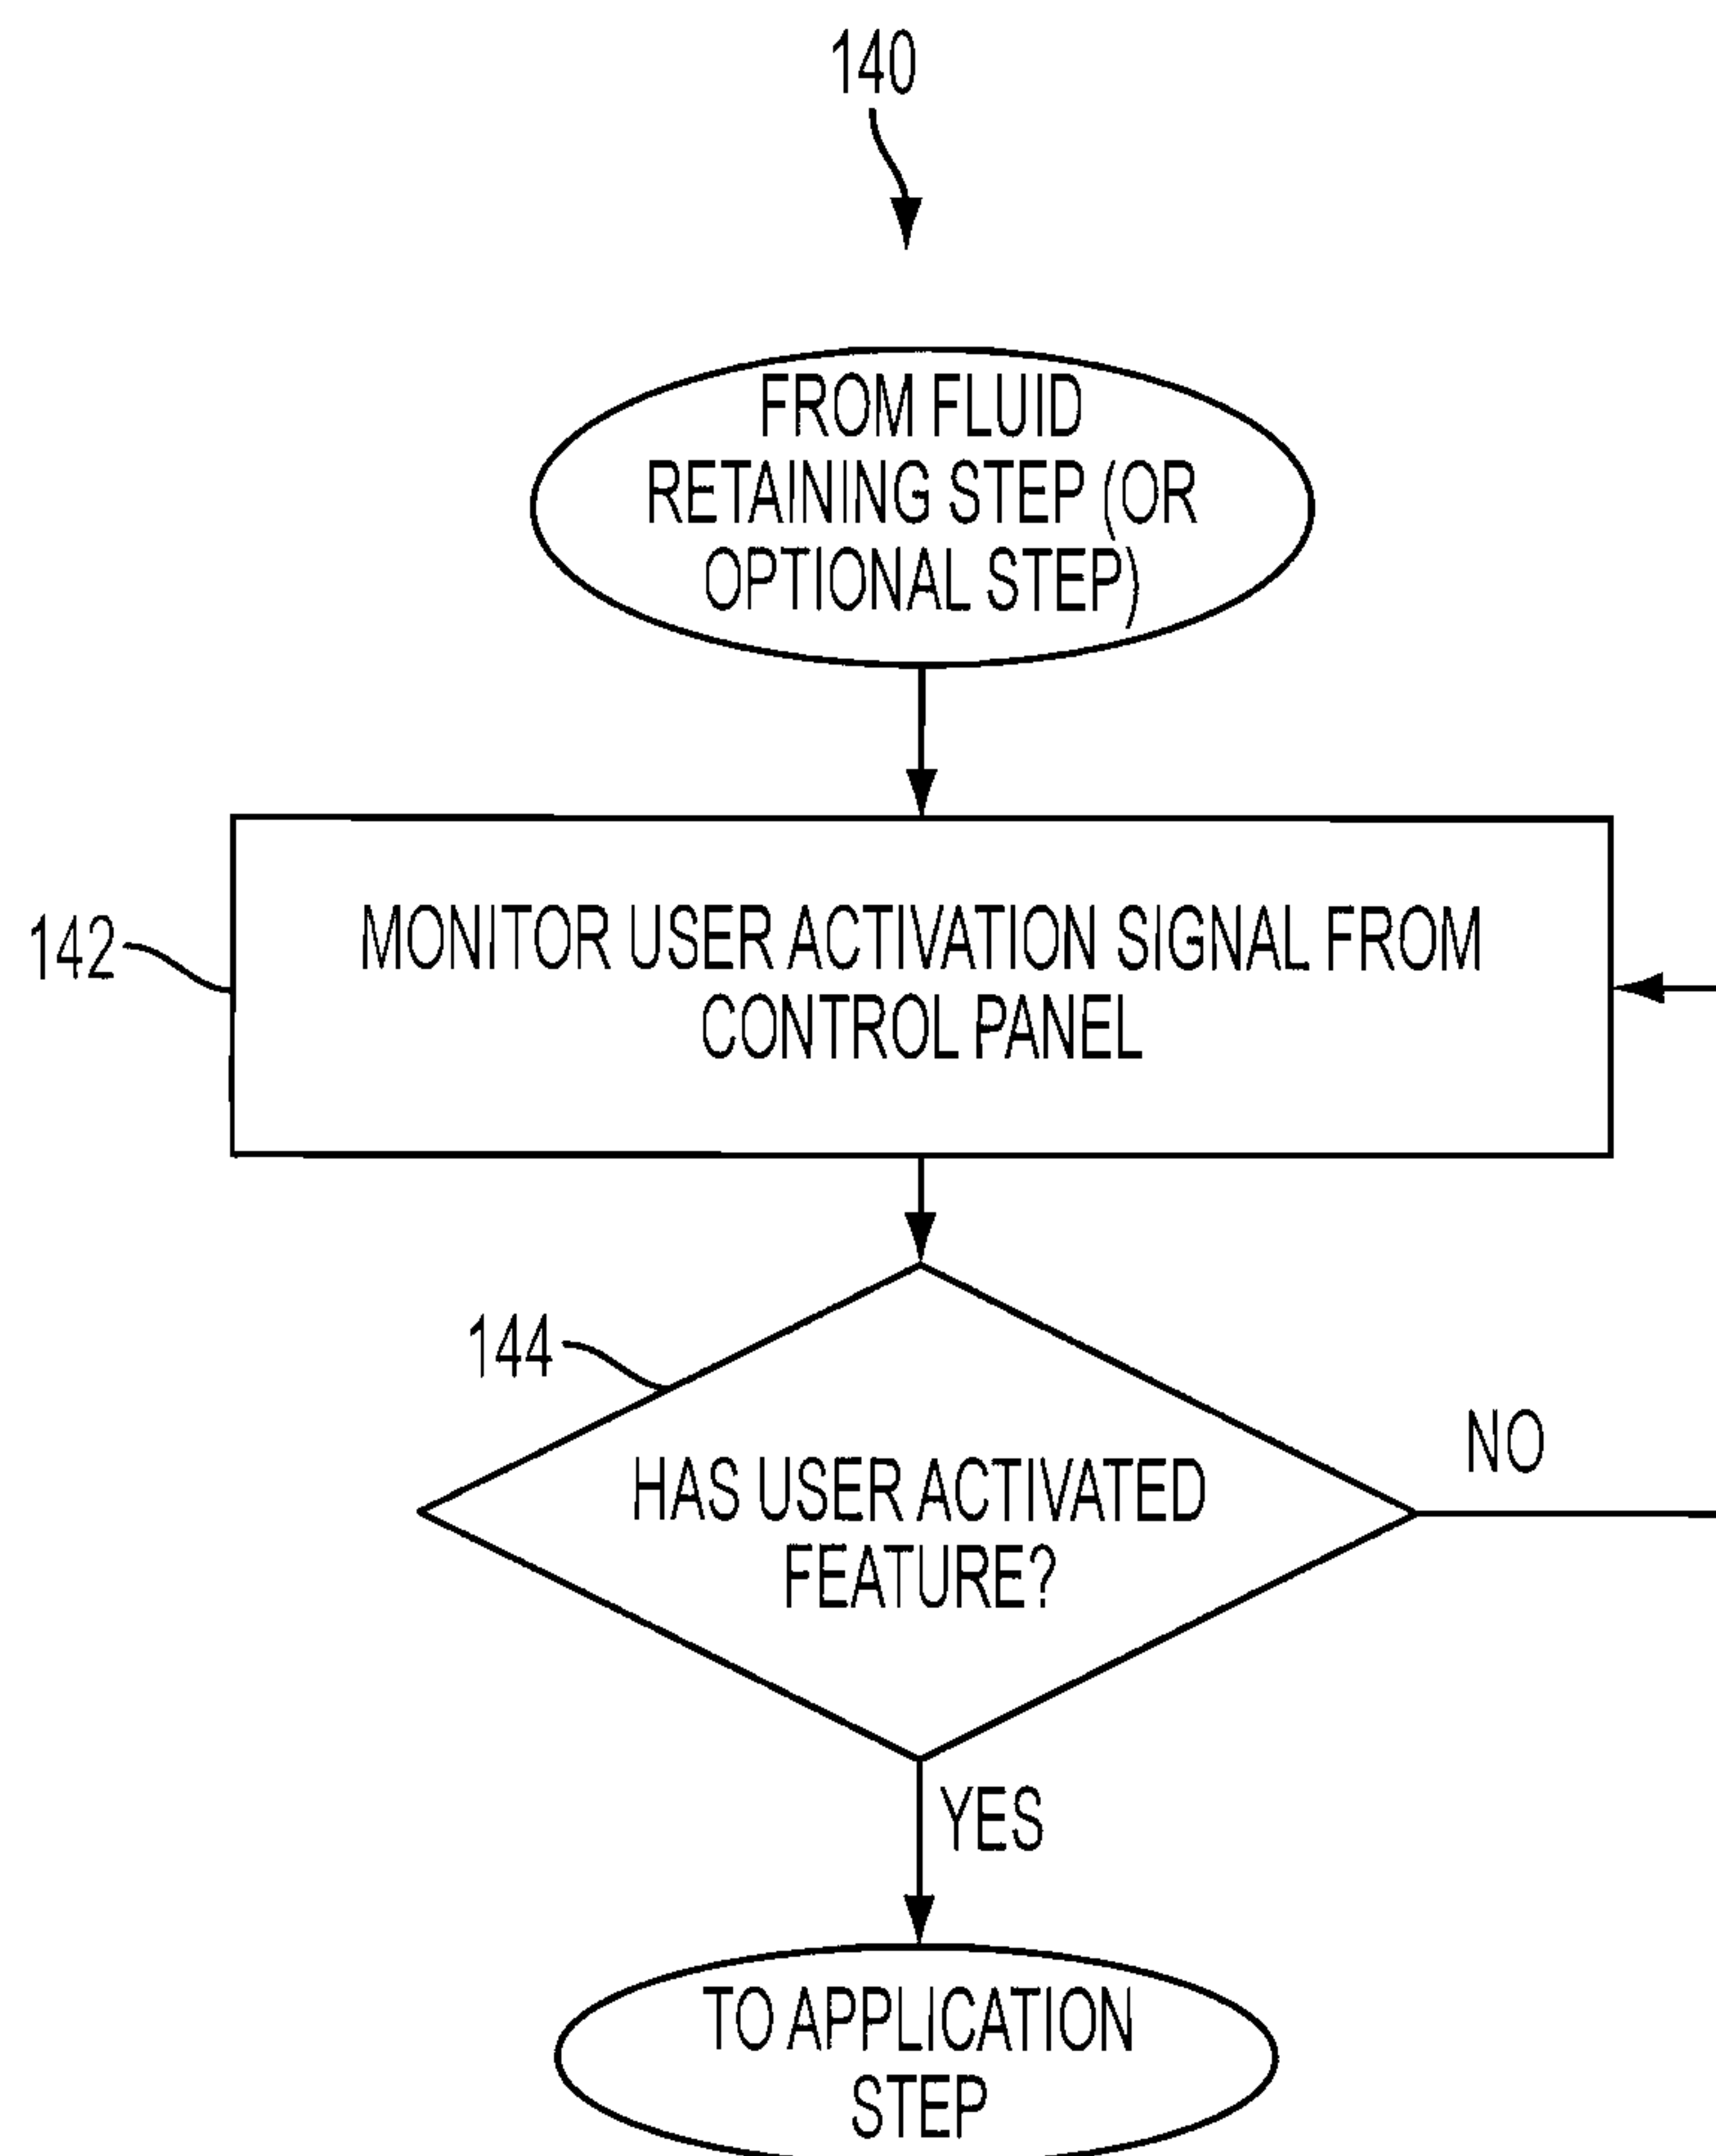 140
FROM FLUID
RETAINING STEP (OR
OPTIONAL STEP)
142
MONITOR USER ACTIVATION SIGNAL FROM
CONTROL PANEL
144
HAS USER ACTIVATED
FEATURE?
NO
YES
TO APPLICATION
STEP